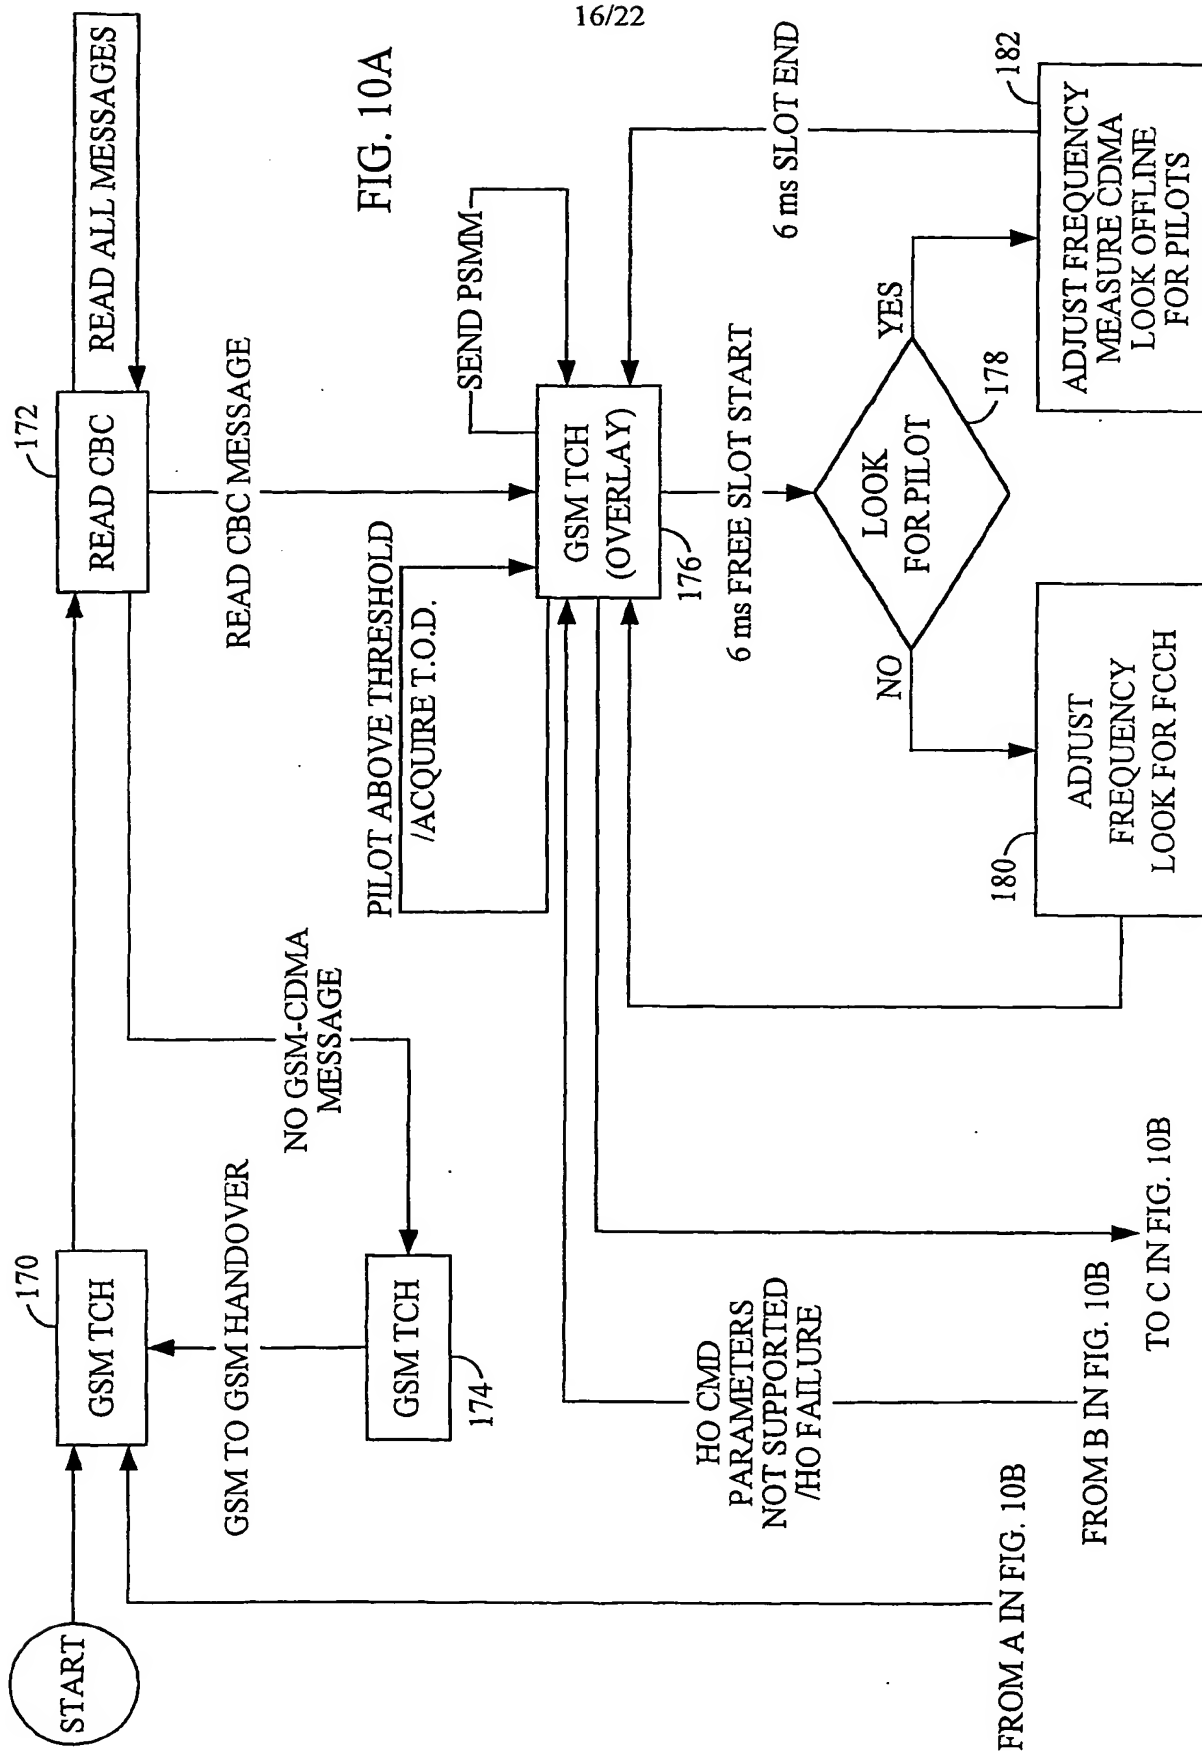 16/22
FIG. 10A
START
170
GSM TCH
172
READ CBC
READ ALL MESSAGES
GSM TO GSM HANDOVER
NO GSM-CDMA
MESSAGE
READ CBC MESSAGE
GSM TCH
174
PILOT ABOVE THRESHOLD
/ACQUIRE T.O.D.
SEND PSMM
GSM TCH
(OVERLAY)
176
HO CMD
PARAMETERS
NOT SUPPORTED
/HO FAILURE
6 ms FREE SLOT START
6 ms SLOT END
LOOK
FOR PILOT
178
NO
YES
180
ADJUST
FREQUENCY
LOOK FOR FCCH
182
ADJUST FREQUENCY
MEASURE CDMA
LOOK OFFLINE
FOR PILOTS
FROM A IN FIG. 10B
FROM B IN FIG. 10B
TO C IN FIG. 10B